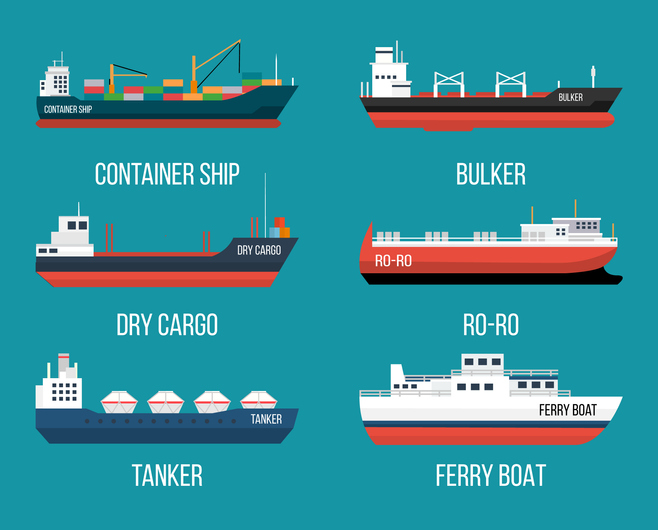 CONTAINER SHIP
BULKER
CONTAINER SHIP
BULKER
DRY CARGO
RO-RO
DRY CARGO
RO-RO
TANKER
FERRY BOAT
TANKER
FERRY BOAT